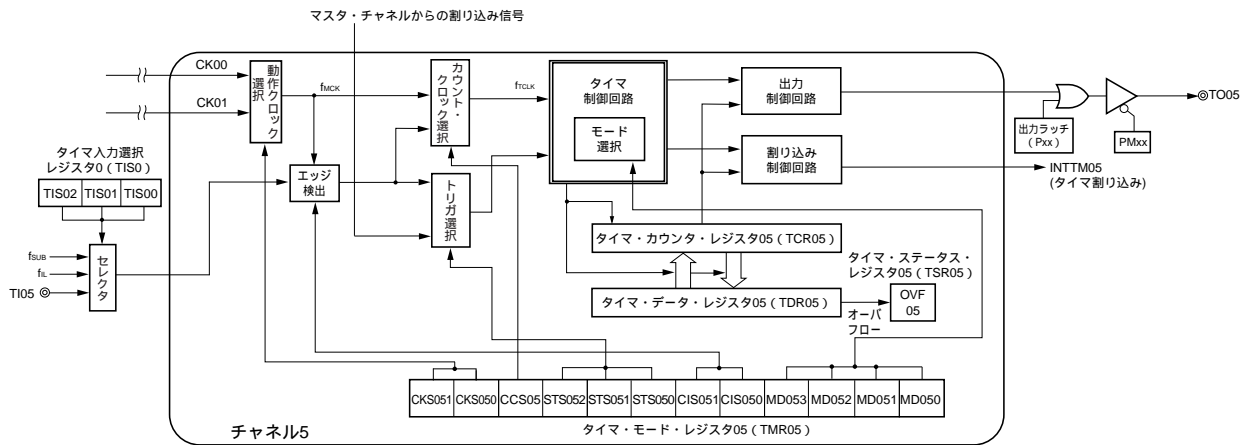 マスタ・チャネルからの割り込み信号
CK00
CK01
動作クロック
選択
fMCK
カウント・
クロック選択
fTCLK
タイマ
制御回路
モード
選択
出力
制御回路
割り込み
制御回路
出力ラッチ
(Pxx)
PMxx
TO05
INTTM05
(タイマ割り込み)
タイマ入力選択
レジスタ0(TIS0)
TIS02 TIS01 TIS00
エッジ
検出
トリガ選択
fSUB
fIL
TI05
セレクタ
タイマ・カウンタ・レジスタ05(TCR05)
タイマ・データ・レジスタ05(TDR05)
タイマ・ステータス・
レジスタ05(TSR05)
OVF
05
オーバ
フロー
CKS051 CKS050 CCS05 STS052 STS051 STS050 CIS051 CIS050 MD053 MD052 MD051 MD050
チャネル5
タイマ・モード・レジスタ05(TMR05)